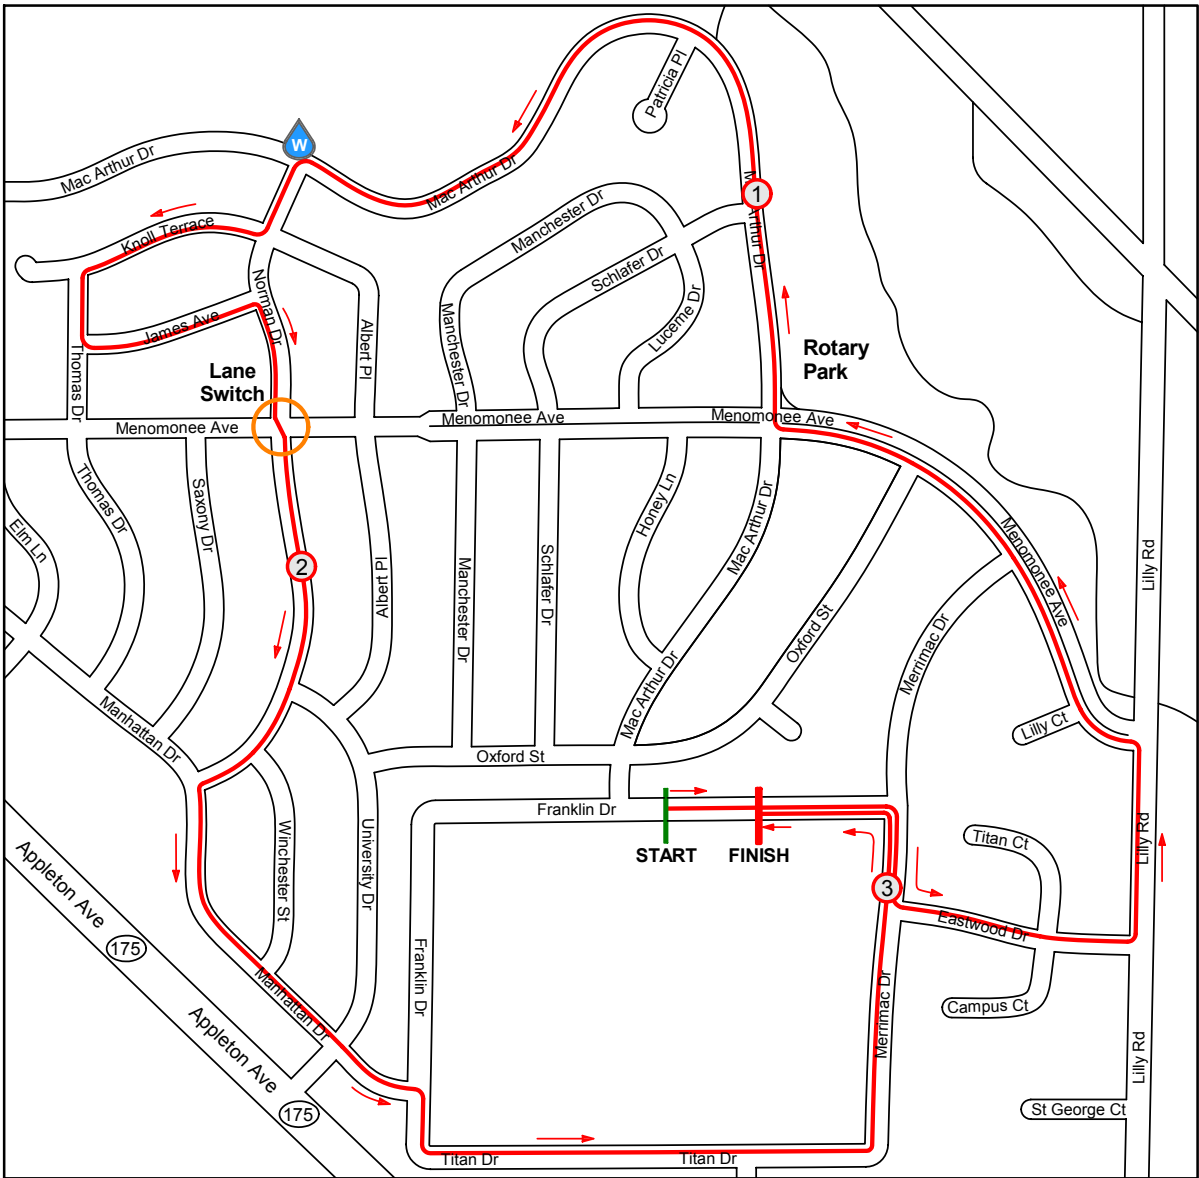 Patricia Pl
W
Mac Arthur Dr
Mac Arthur Dr
1
Mac Arthur Dr
Manchester Dr
Knoll Terrace
Schlafer Dr
Norman Dr
Lucerne Dr
Manchester Dr
James Ave
Albert Pl
Rotary
Park
Lane
Switch
Thomas Dr
Menomonee Ave
Menomonee Ave
Menomonee Ave
Thomas Dr
Saxony Dr
Honey Ln
Mac Arthur Dr
Elm Ln
Menomonee Ave
Lilly Rd
2
Albert Pl
Manchester Dr
Schlafer Dr
Oxford St
Merrimac Dr
Mac Arthur Dr
Manhattan Dr
Lilly Ct
Oxford St
Franklin Dr
START
FINISH
Titan Ct
Lilly Rd
Winchester St
University Dr
Appleton Ave
175
3
Eastwood Dr
Franklin Dr
Manhattan Dr
Merrimac Dr
Campus Ct
Appleton Ave
175
Lilly Rd
St George Ct
Titan Dr
Titan Dr